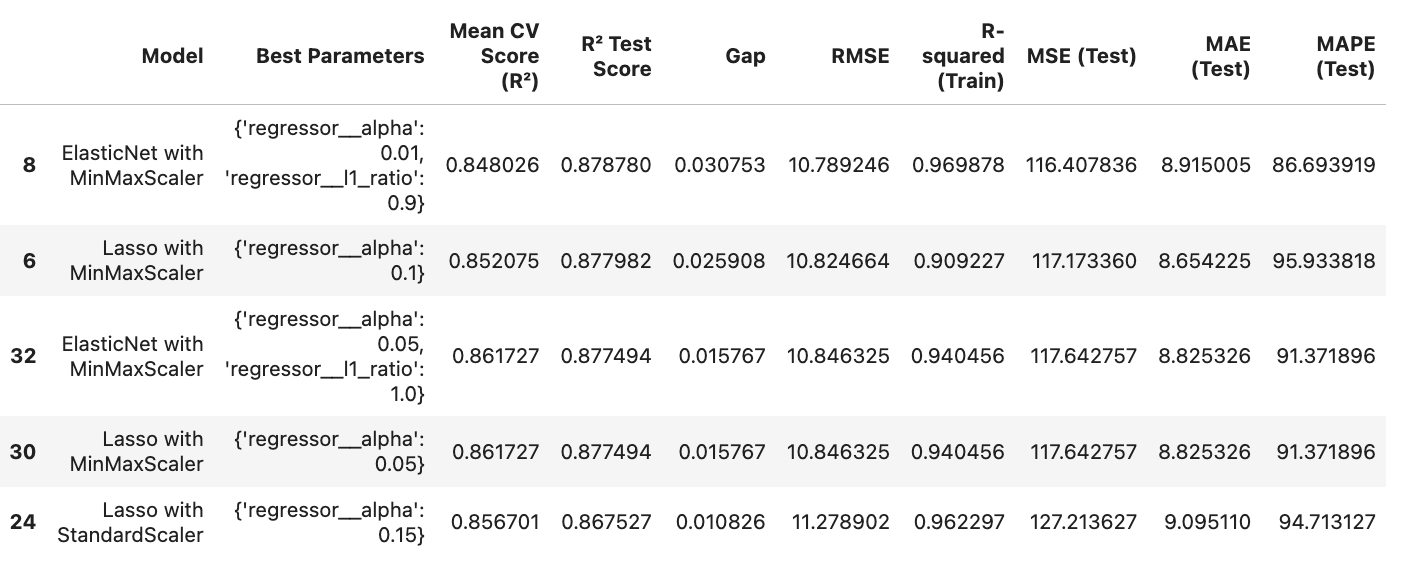 Model Best Parameters Mean CV Score (R²) R² Test Score Gap RMSE R-squared (Train) MSE (Test) MAE (Test) MAPE (Test)
8 ElasticNet with MinMaxScaler {'regressor__alpha': 0.01, 'regressor__l1_ratio': 0.9} 0.848026 0.878780 0.030753 10.789246 0.969878 116.407836 8.915005 86.693919
6 Lasso with MinMaxScaler {'regressor__alpha': 0.1} 0.852075 0.877982 0.025908 10.824664 0.909227 117.173360 8.654225 95.933818
32 ElasticNet with MinMaxScaler {'regressor__alpha': 0.05, 'regressor__l1_ratio': 1.0} 0.861727 0.877494 0.015767 10.846325 0.940456 117.642757 8.825326 91.371896
30 Lasso with MinMaxScaler {'regressor__alpha': 0.05} 0.861727 0.877494 0.015767 10.846325 0.940456 117.642757 8.825326 91.371896
24 Lasso with StandardScaler {'regressor__alpha': 0.15} 0.856701 0.867527 0.010826 11.278902 0.962297 127.213627 9.095110 94.713127